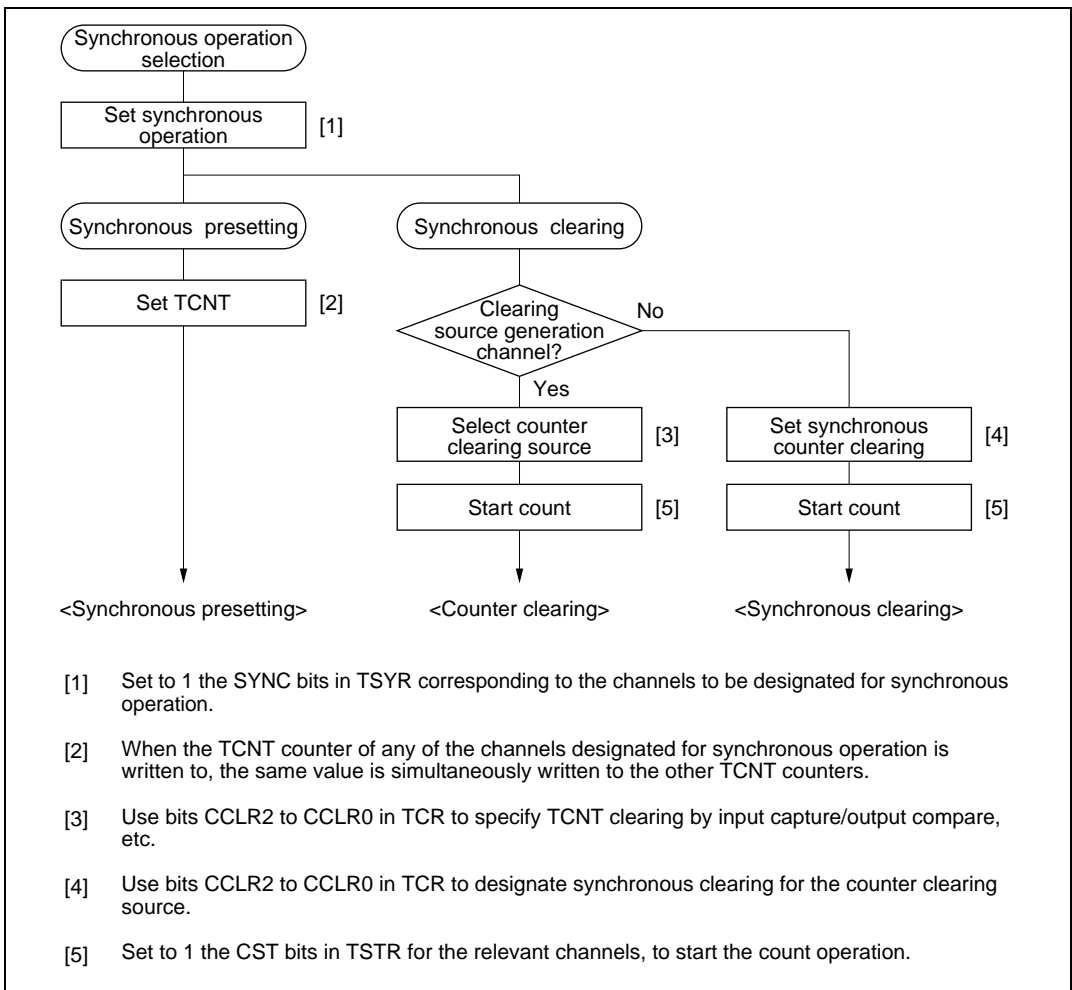 Synchronous operation
selection
Set synchronous
operation
[1]
Synchronous presetting
Synchronous clearing
Set TCNT
[2]
Clearing
source generation
channel?
No
Yes
Select counter
clearing source
[3]
Set synchronous
counter clearing
[4]
Start count
[5]
Start count
[5]
<Synchronous presetting>
<Counter clearing>
<Synchronous clearing>
[1] Set to 1 the SYNC bits in TSYR corresponding to the channels to be designated for synchronous
operation.
[2] When the TCNT counter of any of the channels designated for synchronous operation is
written to, the same value is simultaneously written to the other TCNT counters.
[3] Use bits CCLR2 to CCLR0 in TCR to specify TCNT clearing by input capture/output compare,
etc.
[4] Use bits CCLR2 to CCLR0 in TCR to designate synchronous clearing for the counter clearing
source.
[5] Set to 1 the CST bits in TSTR for the relevant channels, to start the count operation.